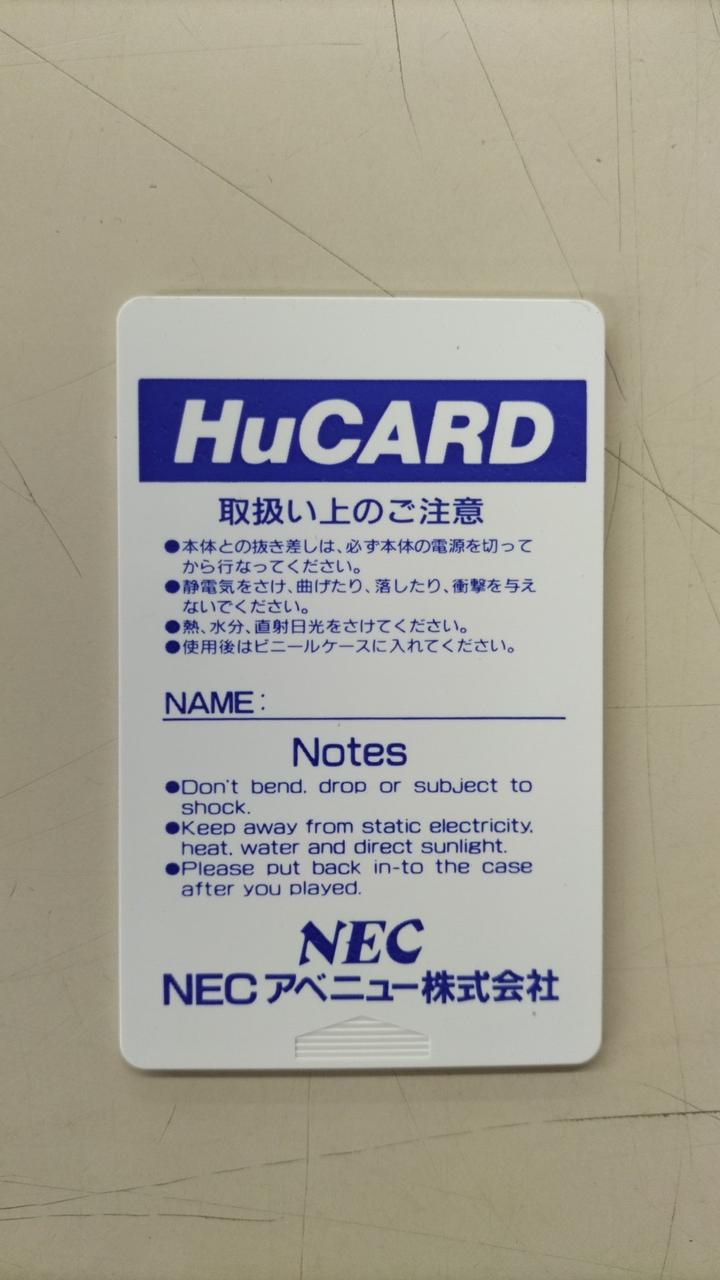 HuCARD
取扱い上のご注意
●本体との抜き差しは、必ず本体の電源を切って
から行なってください。
●静電気をさけ、曲げたり、落したり、衝撃を与え
ないでください。
●熱、水分、直射日光をさけてください。
●使用後はビニールケースに入れてください。
NAME:
Notes
●Don't bend, drop or subject to
shock.
●Keep away from static electricity,
heat, water and direct sunlight.
●Please put back in-to the case
after you played.
NEC
NECアベニュー株式会社